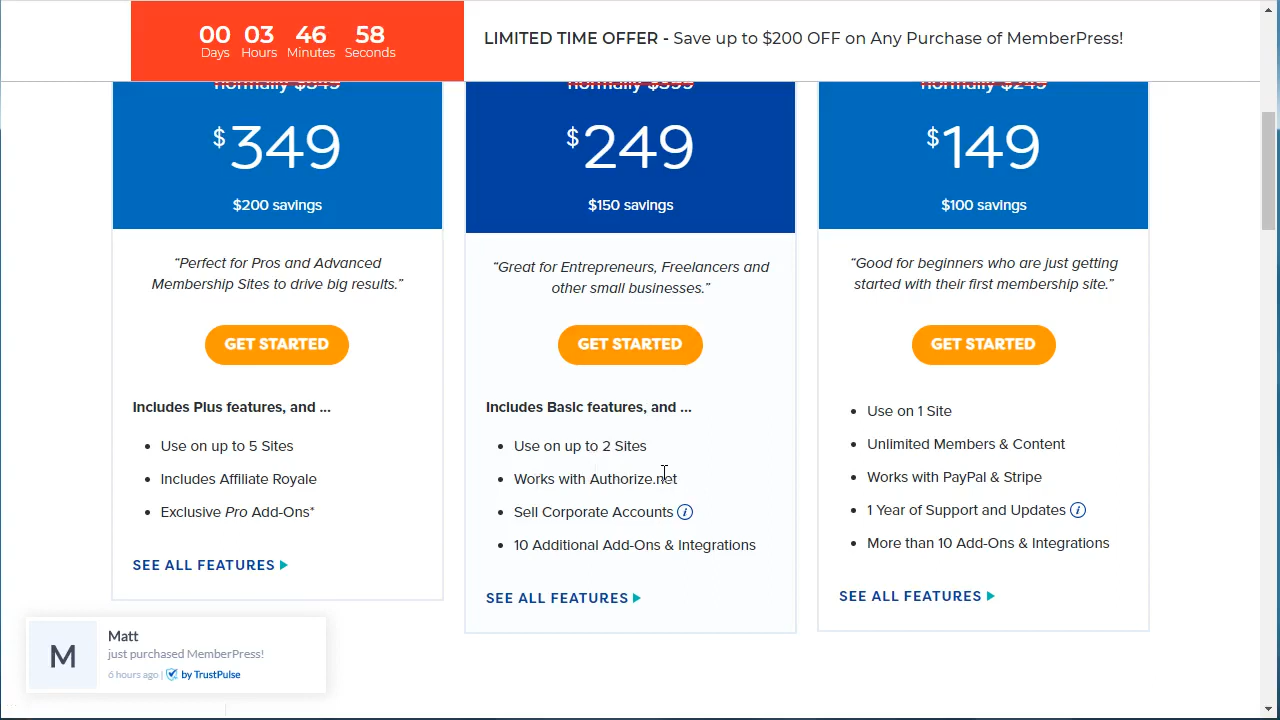 00 03 46 58
Days Hours Minutes Seconds
LIMITED TIME OFFER - Save up to $200 OFF on Any Purchase of MemberPress!
normally $549
$349
$200 savings
“Perfect for Pros and Advanced
Membership Sites to drive big results.”
GET STARTED
Includes Plus features, and ...
• Use on up to 5 Sites
• Includes Affiliate Royale
• Exclusive Pro Add-Ons*
SEE ALL FEATURES
normally $399
$249
$150 savings
“Great for Entrepreneurs, Freelancers and
other small businesses.”
GET STARTED
Includes Basic features, and ...
• Use on up to 2 Sites
• Works with Authorize.net
• Sell Corporate Accounts i
• 10 Additional Add-Ons & Integrations
SEE ALL FEATURES
normally $249
$149
$100 savings
“Good for beginners who are just getting
started with their first membership site.”
GET STARTED
• Use on 1 Site
• Unlimited Members & Content
• Works with PayPal & Stripe
• 1 Year of Support and Updates i
• More than 10 Add-Ons & Integrations
SEE ALL FEATURES
M
Matt
just purchased MemberPress!
6 hours ago | by TrustPulse